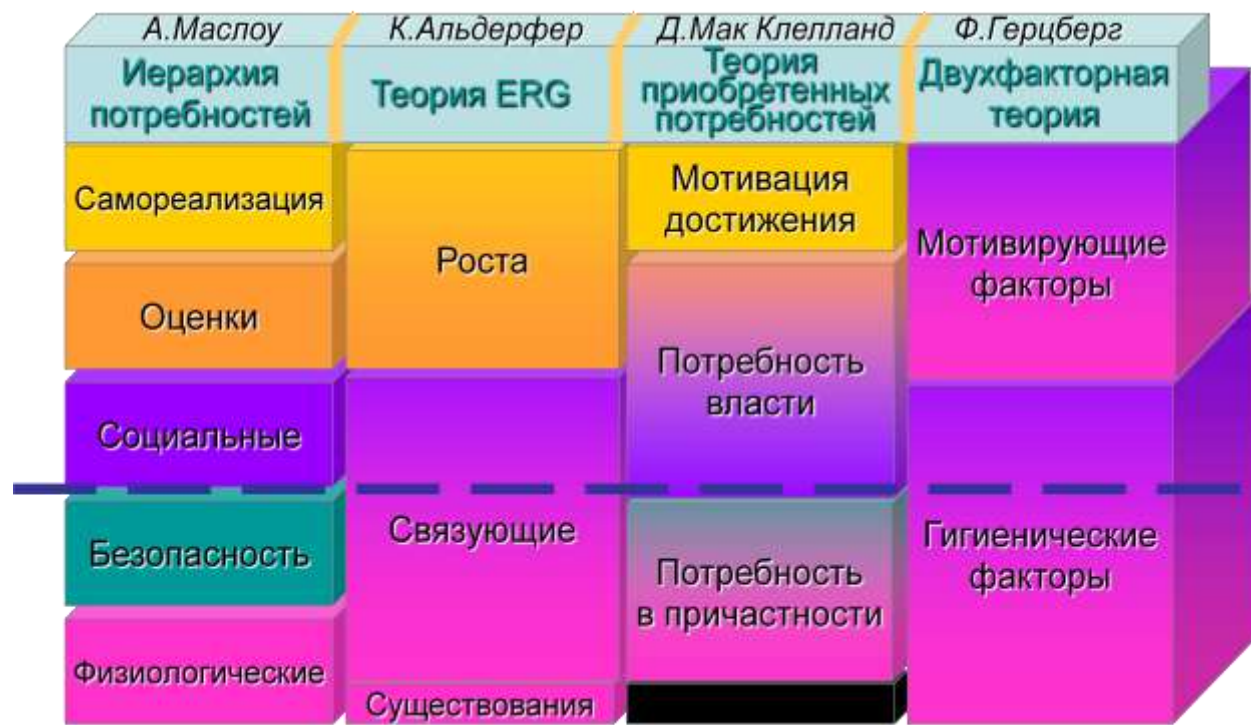 А.Маслоу
К.Альдерфер
Д.Мак Клелланд
Ф.Герцберг
Иерархия
потребностей
Теория ERG
Теория
приобретенных
потребностей
Двухфакторная
теория
Самореализация
Оценки
Социальные
Безопасность
Физиологические
Роста
Связующие
Существования
Мотивация
достижения
Потребность
власти
Потребность
в причастности
Мотивирующие
факторы
Гигиенические
факторы